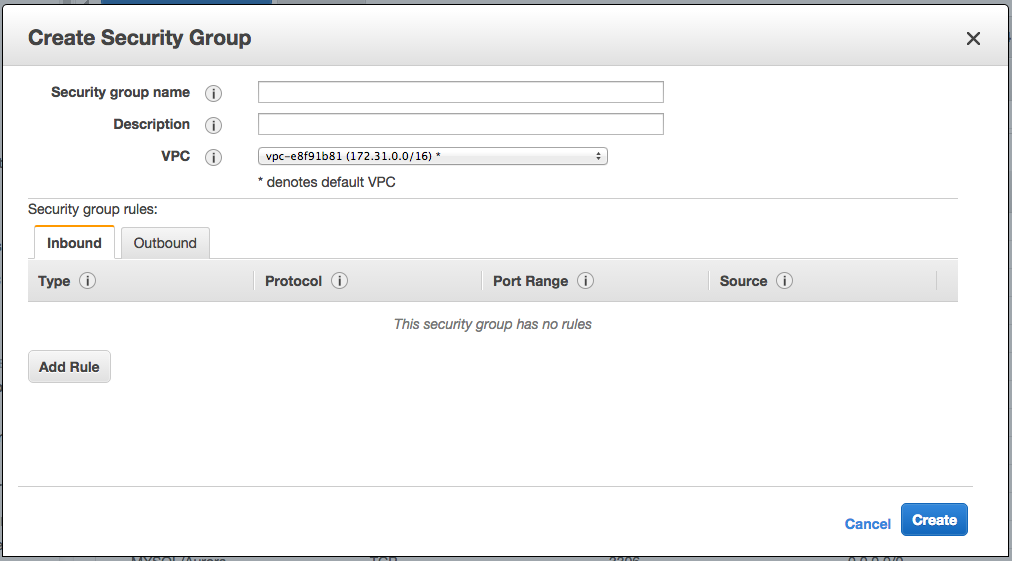 Create Security Group
Security group name
Description
VPC
vpc-e8f91b81 (172.31.0.0/16) *
* denotes default VPC
Security group rules:
Inbound Outbound
Type Protocol Port Range Source
This security group has no rules
Add Rule
Cancel Create